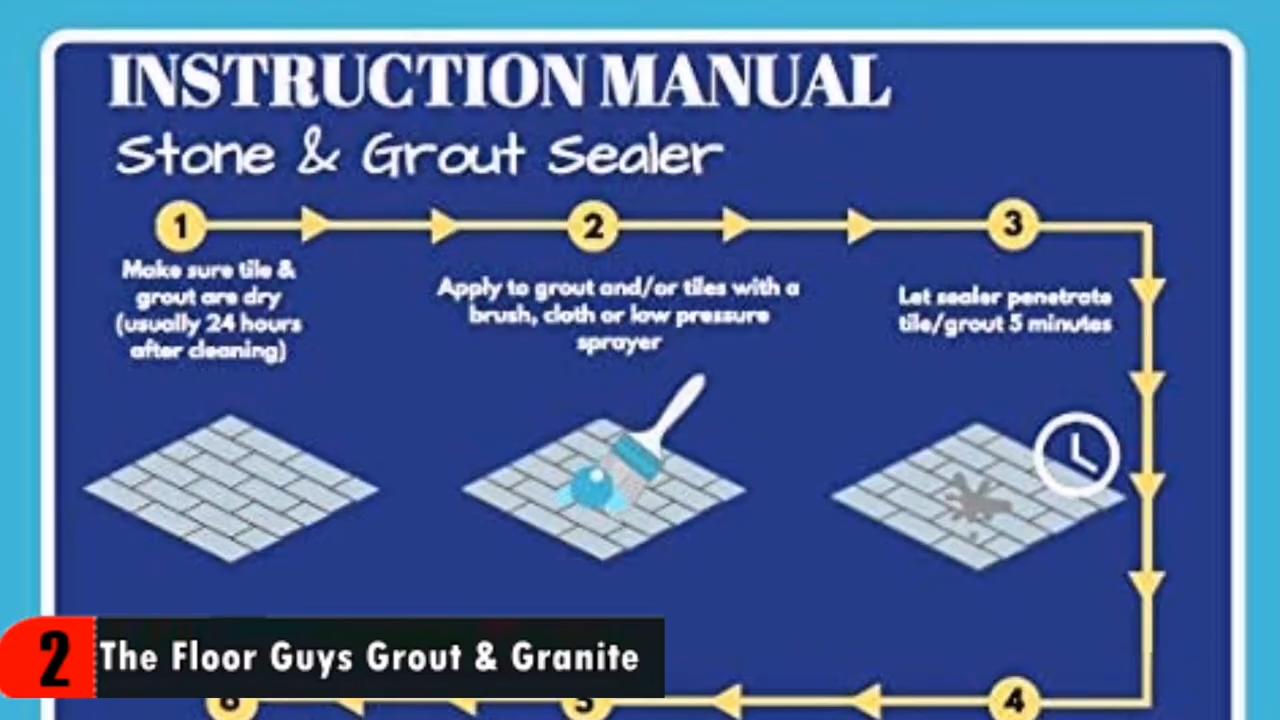 INSTRUCTION MANUAL
Stone & Grout Sealer
1
Make sure tile &
grout are dry
(usually 24 hours
after cleaning)
2
Apply to grout and/or tiles with a
brush, cloth or low pressure
sprayer
3
Let sealer penetrate
tile/grout 5 minutes
4
5
6
2
The Floor Guys Grout & Granite